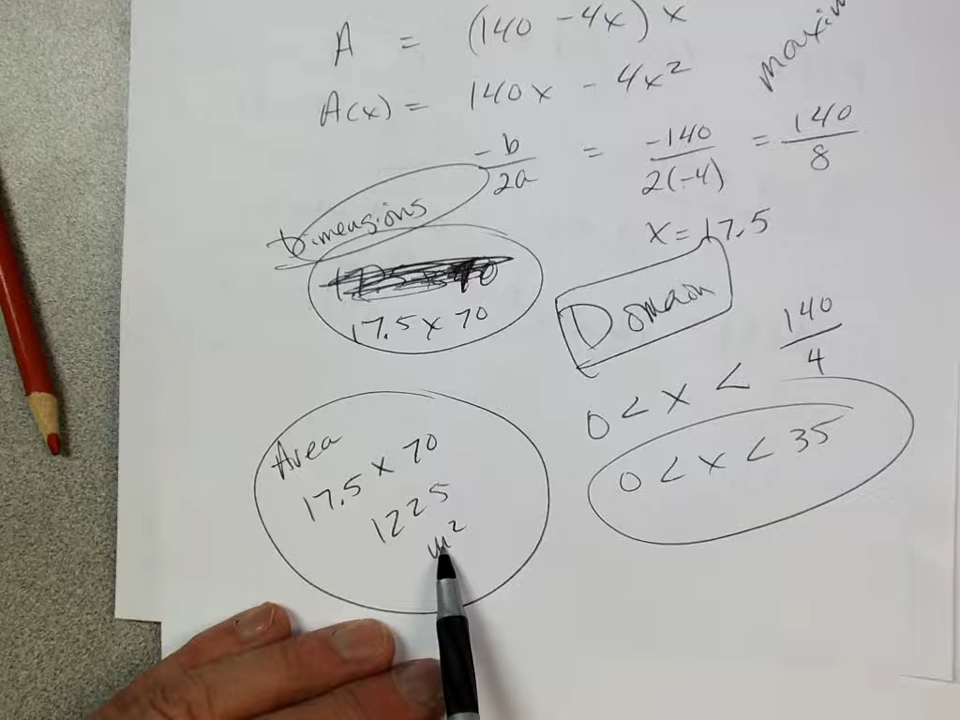 A = (140 - 4x) x
A(x) = 140x - 4x²
-b/2a = -140/2(-4) = 140/8
x = 17.5
Dimensions
17.5 x 70
Domain
0 < x < 140/4
0 < x < 35
Area
17.5 x 70
1225
m²